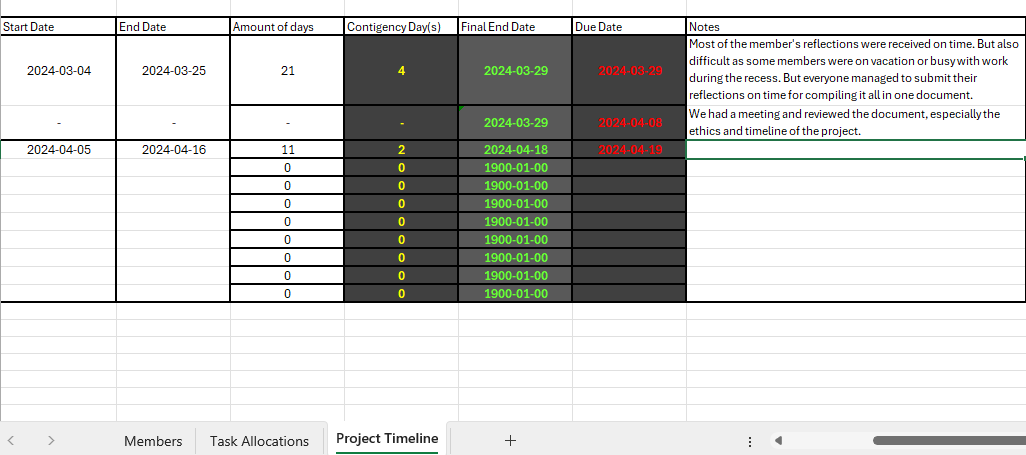 Start Date End Date Amount of days Contigency Day(s) Final End Date Due Date Notes
Most of the member's reflections were received on time. But also
difficult as some members were on vacation or busy with work
2024-03-04 2024-03-25 21 4 2024-03-29 2024-03-29
during the recess. But everyone managed to submit their
reflections on time for compiling it all in one document.
We had a meeting and reviewed the document, especially the
- - - - 2024-03-29 2024-04-08
ethics and timeline of the project.
2024-04-05 2024-04-16 11 2 2024-04-18 2024-04-19
0 0 1900-01-00
0 0 1900-01-00
0 0 1900-01-00
0 0 1900-01-00
0 0 1900-01-00
0 0 1900-01-00
0 0 1900-01-00
0 0 1900-01-00
Members Task Allocations Project Timeline